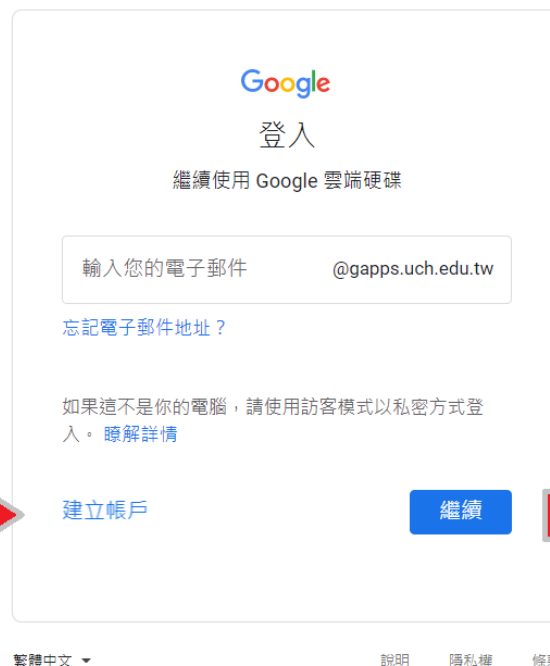 Google
登入
繼續使用 Google 雲端硬碟
輸入您的電子郵件 @gapps.uch.edu.tw
忘記電子郵件地址？
如果這不是你的電腦，請使用訪客模式以私密方式登
入。 瞭解詳情
建立帳戶 繼續
繁體中文 說明 隱私權